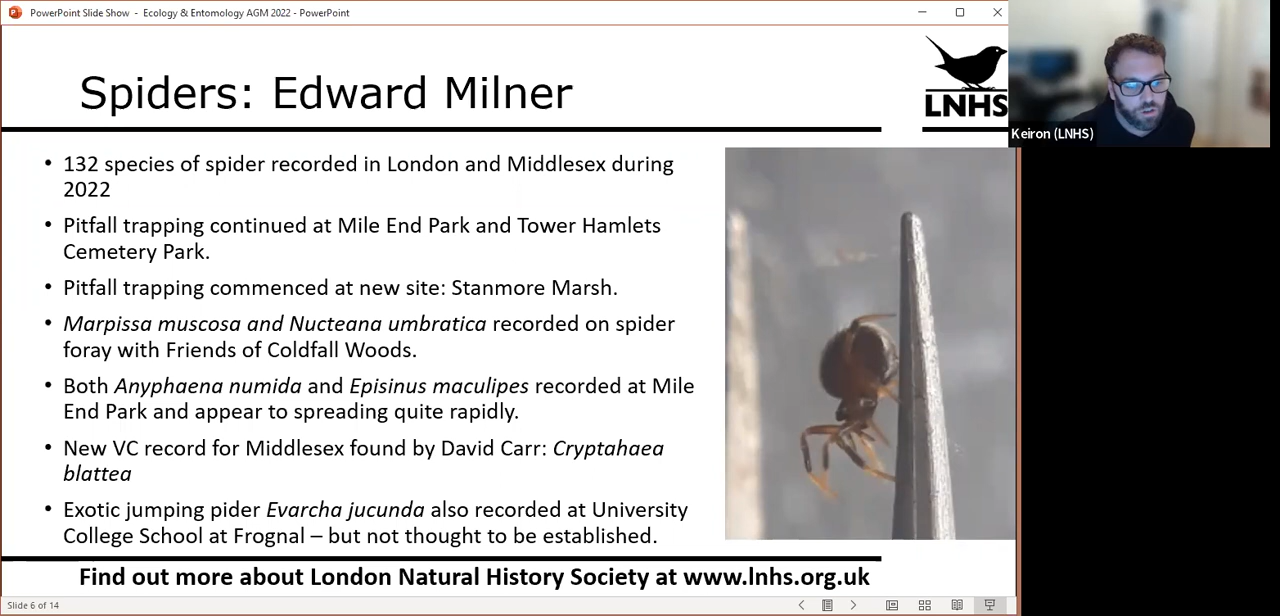 PowerPoint Slide Show - Ecology & Entomology AGM 2022 - PowerPoint
Spiders: Edward Milner
LNHS
Keiron (LNHS)
• 132 species of spider recorded in London and Middlesex during
2022
• Pitfall trapping continued at Mile End Park and Tower Hamlets
Cemetery Park.
• Pitfall trapping commenced at new site: Stanmore Marsh.
• Marpissa muscosa and Nucteana umbratica recorded on spider
foray with Friends of Coldfall Woods.
• Both Anyphaena numida and Episinus maculipes recorded at Mile
End Park and appear to spreading quite rapidly.
• New VC record for Middlesex found by David Carr: Cryptahaea
blattea
• Exotic jumping pider Evarcha jucunda also recorded at University
College School at Frognal – but not thought to be established.
Find out more about London Natural History Society at www.lnhs.org.uk
Slide 6 of 14